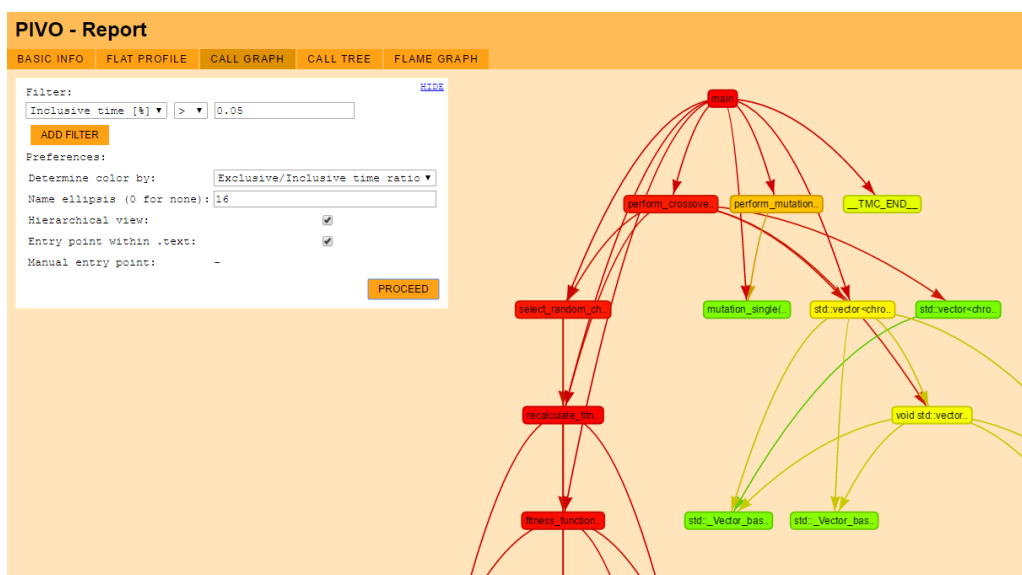 PIVO - Report
BASIC INFO FLAT PROFILE CALL GRAPH CALL TREE FLAME GRAPH
HIDE
Filter:
Inclusive time [%] > 0.05
ADD FILTER
Preferences:
Determine color by: Exclusive/Inclusive time ratio
Name ellipsis (0 for none): 16
Hierarchical view:
Entry point within .text:
Manual entry point: –
PROCEED
main
perform_crossove.. perform_mutation.. __TMC_END__
select_random_ch.. mutation_single(.. std::vector<chro.. std::vector<chro..
recalculate_fitn.. void std::vector..
fitness_function.. std::_Vector_bas.. std::_Vector_bas..